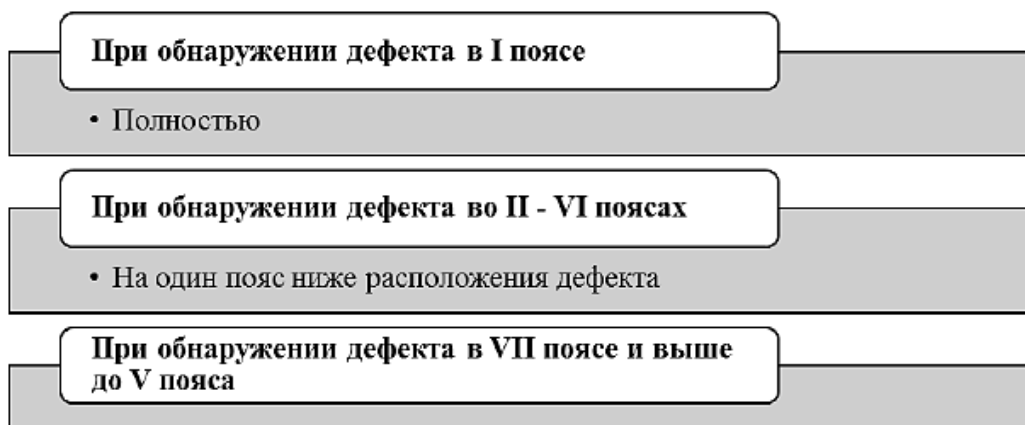 При обнаружении дефекта в I поясе
• Полностью
При обнаружении дефекта во II - VI поясах
• На один пояс ниже расположения дефекта
При обнаружении дефекта в VII поясе и выше
до V пояса